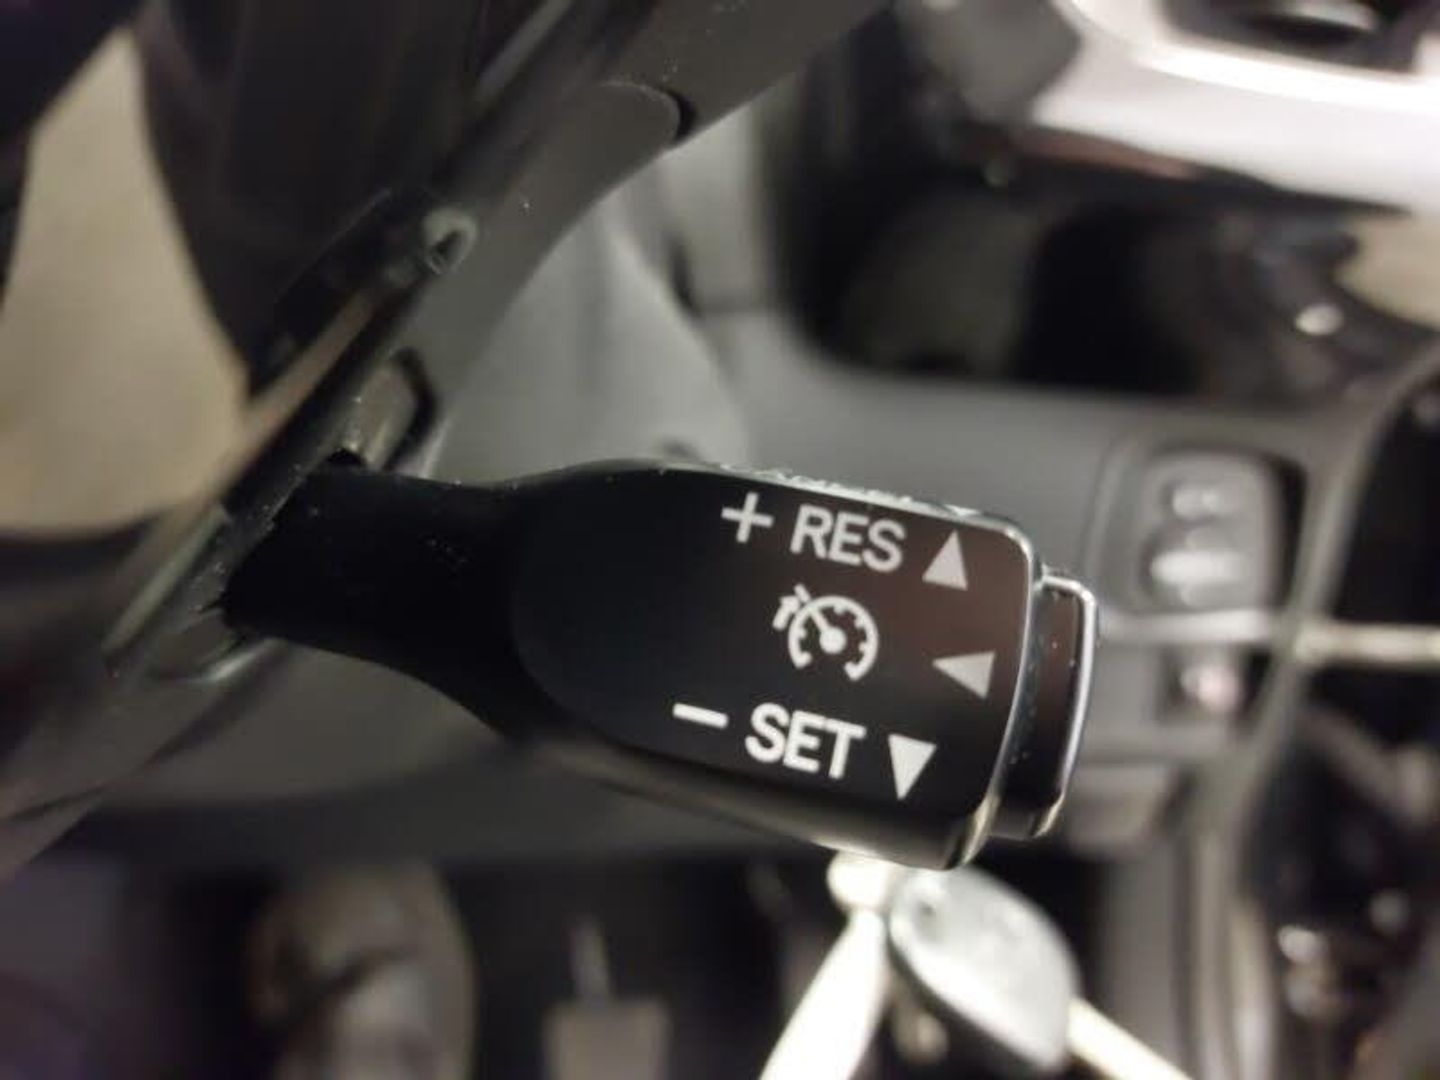 + RES
- SET